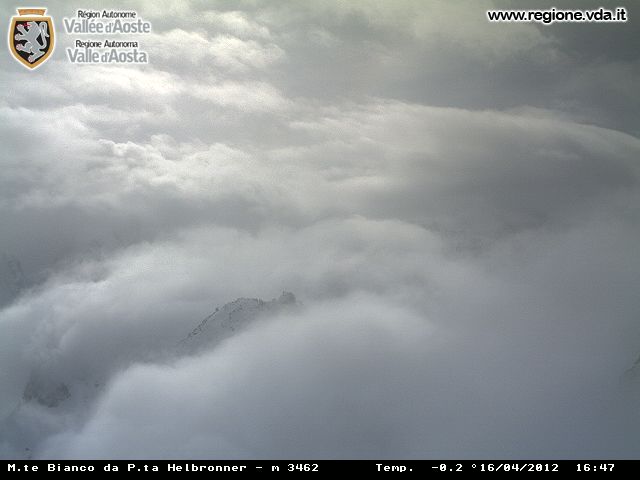 Région Autonome
Vallée d'Aoste
Regione Autonoma
Valle d'Aosta
www.regione.vda.it
M.te Bianco da P.ta Helbronner - m 3462 Temp. -0.2 °16/04/2012 16:47